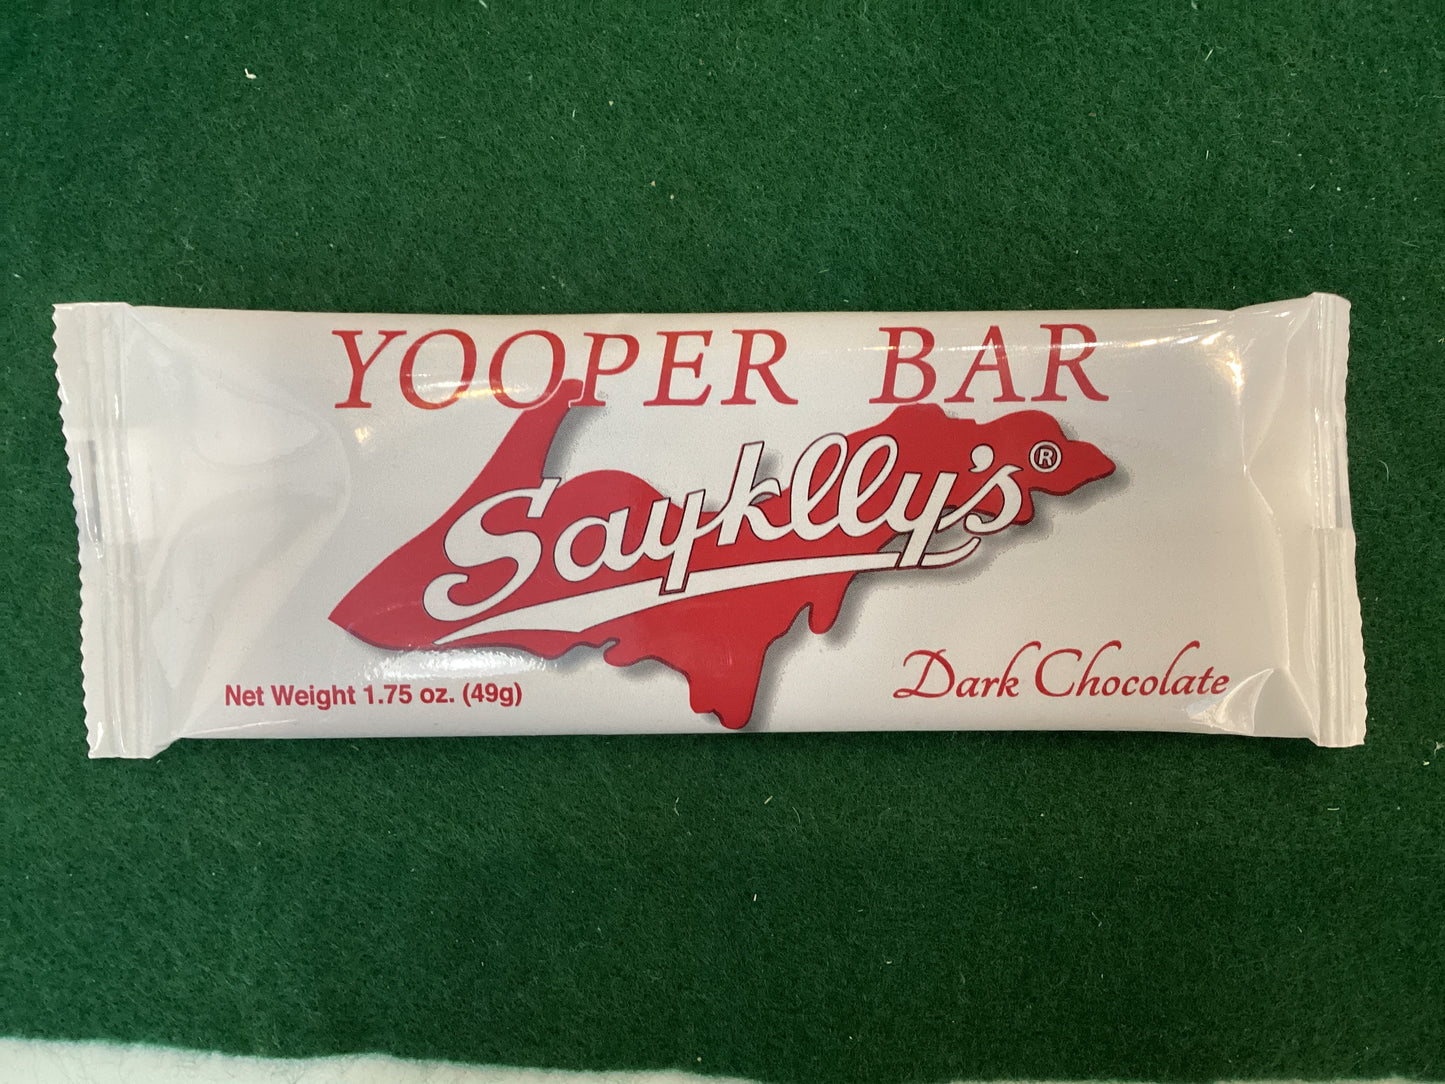 YOOPER BAR
Sayklly's®
Dark Chocolate
Net Weight 1.75 oz. (49g)